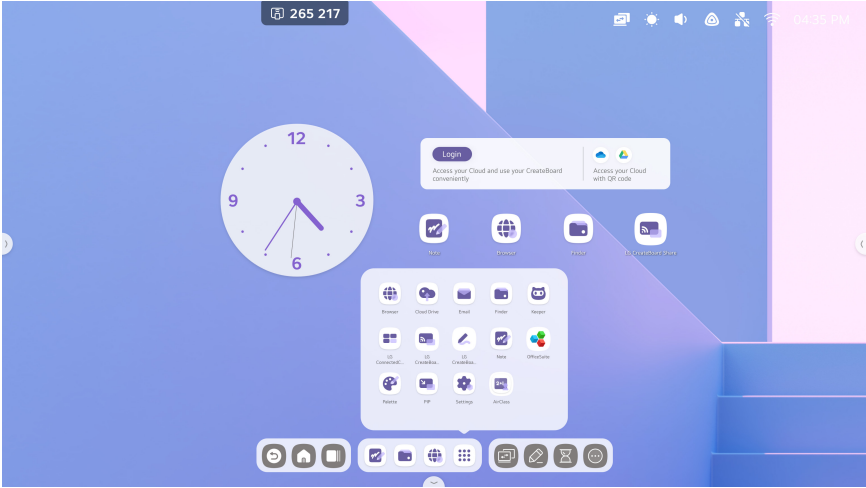 265 217
04:35 PM
12
9
3
6
Login
Access your Cloud and use your CreateBoard
conveniently
Access your Cloud
with QR code
Note
Browser
Finder
LG CreateBoard Share
Browser
Cloud Drive
Email
Finder
Keeper
LG
ConnectedC...
LG
CreateBoa...
LG
CreateBoa...
Note
OfficeSuite
Palette
PIP
Settings
AirClass